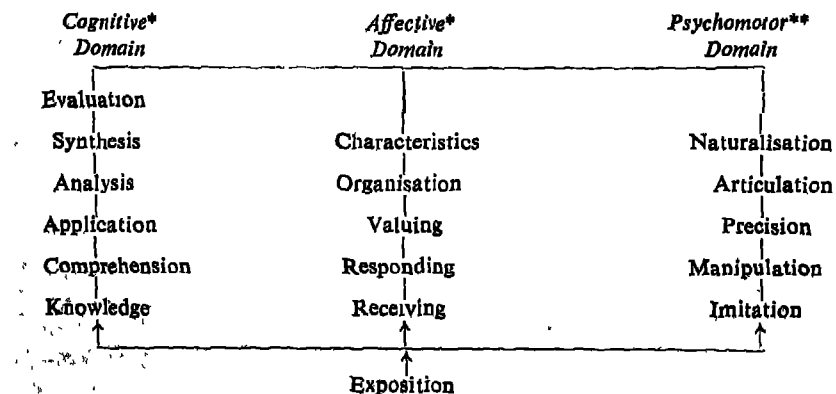 Cognitive* Affective* Psychomotor**
Domain Domain Domain
Evaluation
Synthesis Characteristics Naturalisation
Analysis Organisation Articulation
Application Valuing Precision
Comprehension Responding Manipulation
Knowledge Receiving Imitation
Exposition